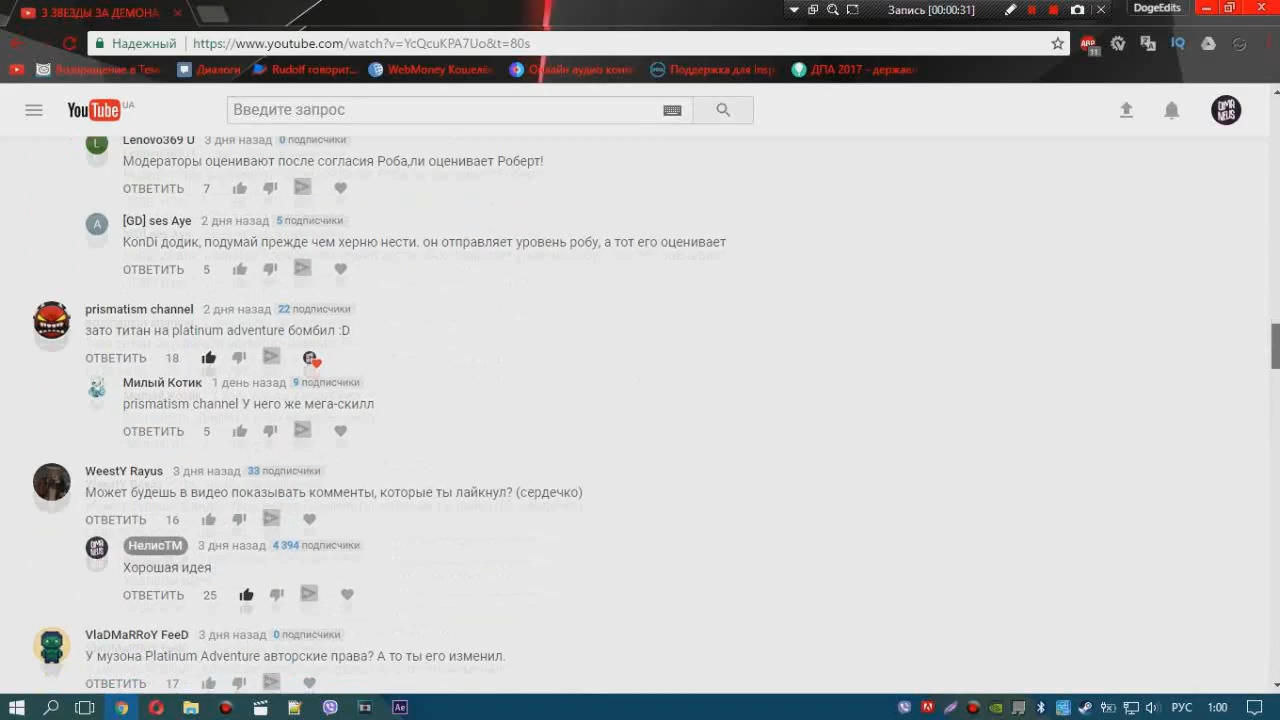 3 ЗВЕЗДЫ ЗА ДЕМОНА
Запись [00:00:31]
DogeEdits
Надежный
https://www.youtube.com/watch?v=YcQcuKPA7Uo&t=80s
ABP
31
IQ
Возвращение в Тем
Диалоги
Rudolf говорит...
WebMoney Кошелё
Онлайн аудио кон
Поддержка для Insp
ДПА 2017 – держав
YouTube UA
Введите запрос
DIMA NELIS
Lenovo369 U 3 дня назад 0 подписчики
Модераторы оценивают после согласия Роба,ли оценивает Роберт!
ОТВЕТИТЬ 7
A
[GD] ses Aye 2 дня назад 5 подписчики
KonDi додик, подумай прежде чем херню нести. он отправляет уровень робу, а тот его оценивает
ОТВЕТИТЬ 5
prismatism channel 2 дня назад 22 подписчики
зато титан на platinum adventure бомбил :D
ОТВЕТИТЬ 18
Милый Котик 1 день назад 9 подписчики
prismatism channel У него же мега-скилл
ОТВЕТИТЬ 5
WeestY Rayus 3 дня назад 33 подписчики
Может будешь в видео показывать комменты, которые ты лайкнул? (сердечко)
ОТВЕТИТЬ 16
НелисТМ 3 дня назад 4 394 подписчики
Хорошая идея
ОТВЕТИТЬ 25
VlaDMaRRoY FeeD 3 дня назад 0 подписчики
У музона Platinum Adventure авторские права? А то ты его изменил.
ОТВЕТИТЬ 17
Ae
РУС
1:00